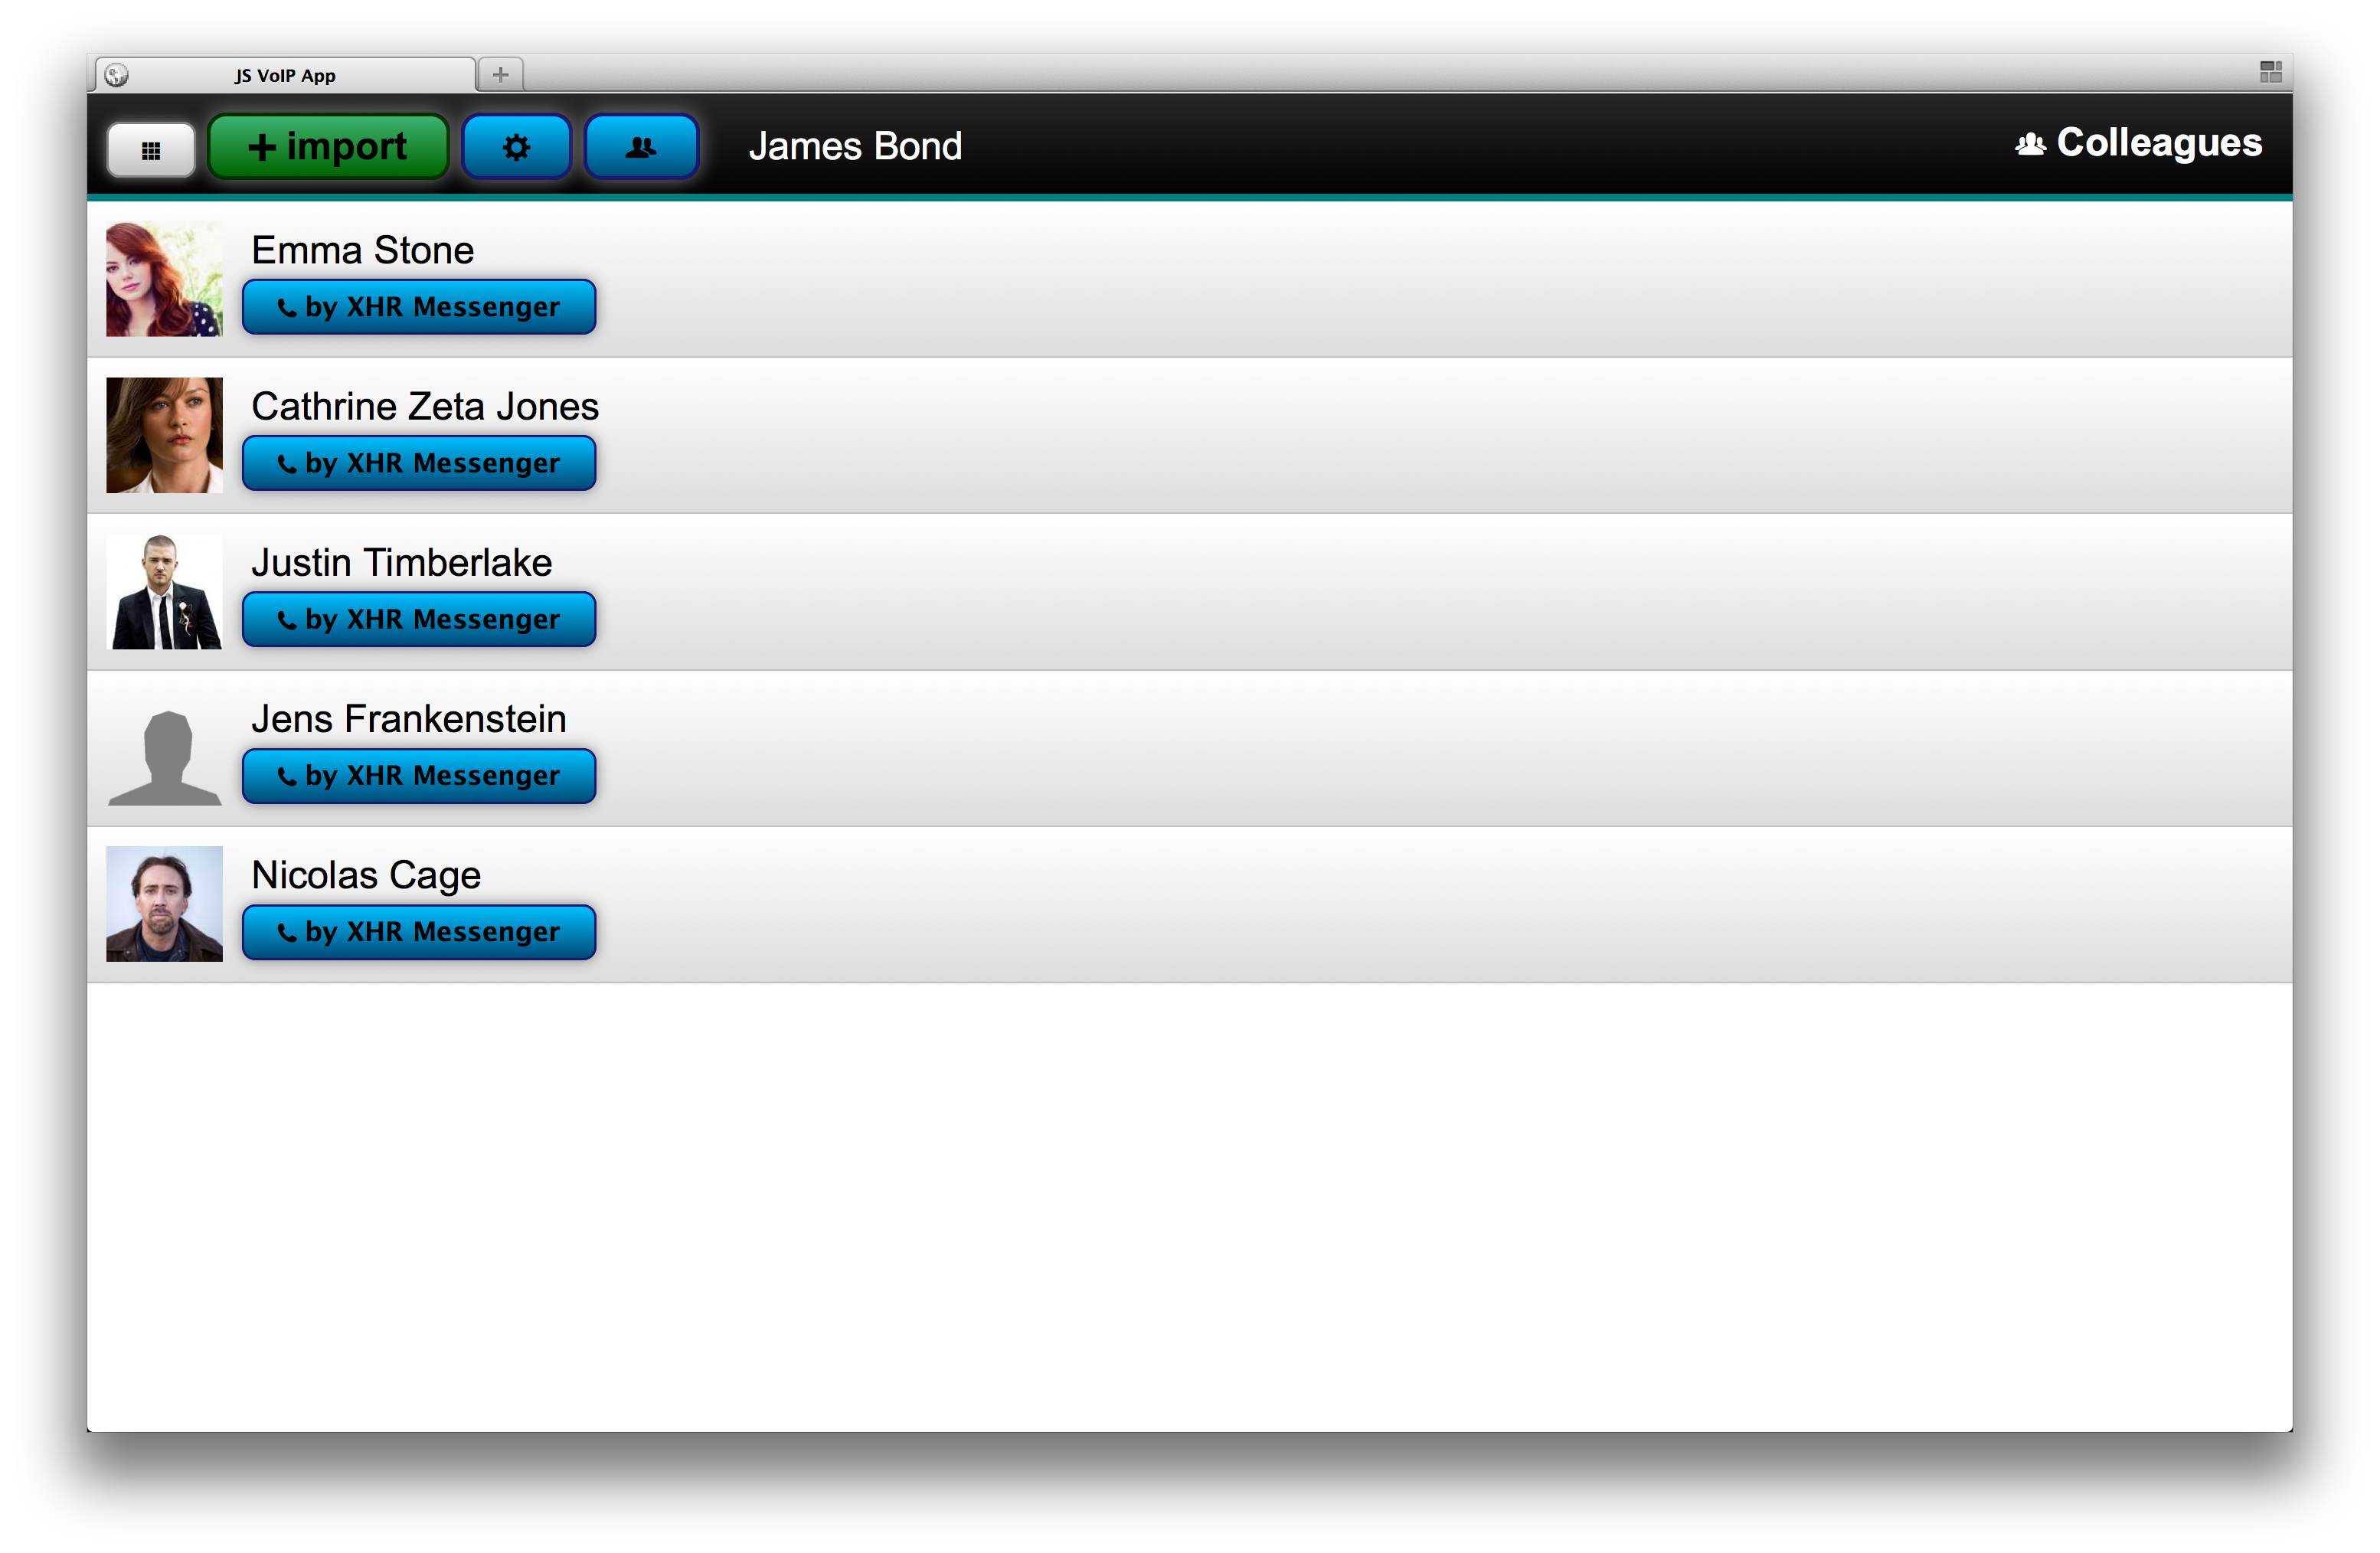 JS VoIP App
import
James Bond
Colleagues
Emma Stone
by XHR Messenger
Cathrine Zeta Jones
by XHR Messenger
Justin Timberlake
by XHR Messenger
Jens Frankenstein
by XHR Messenger
Nicolas Cage
by XHR Messenger